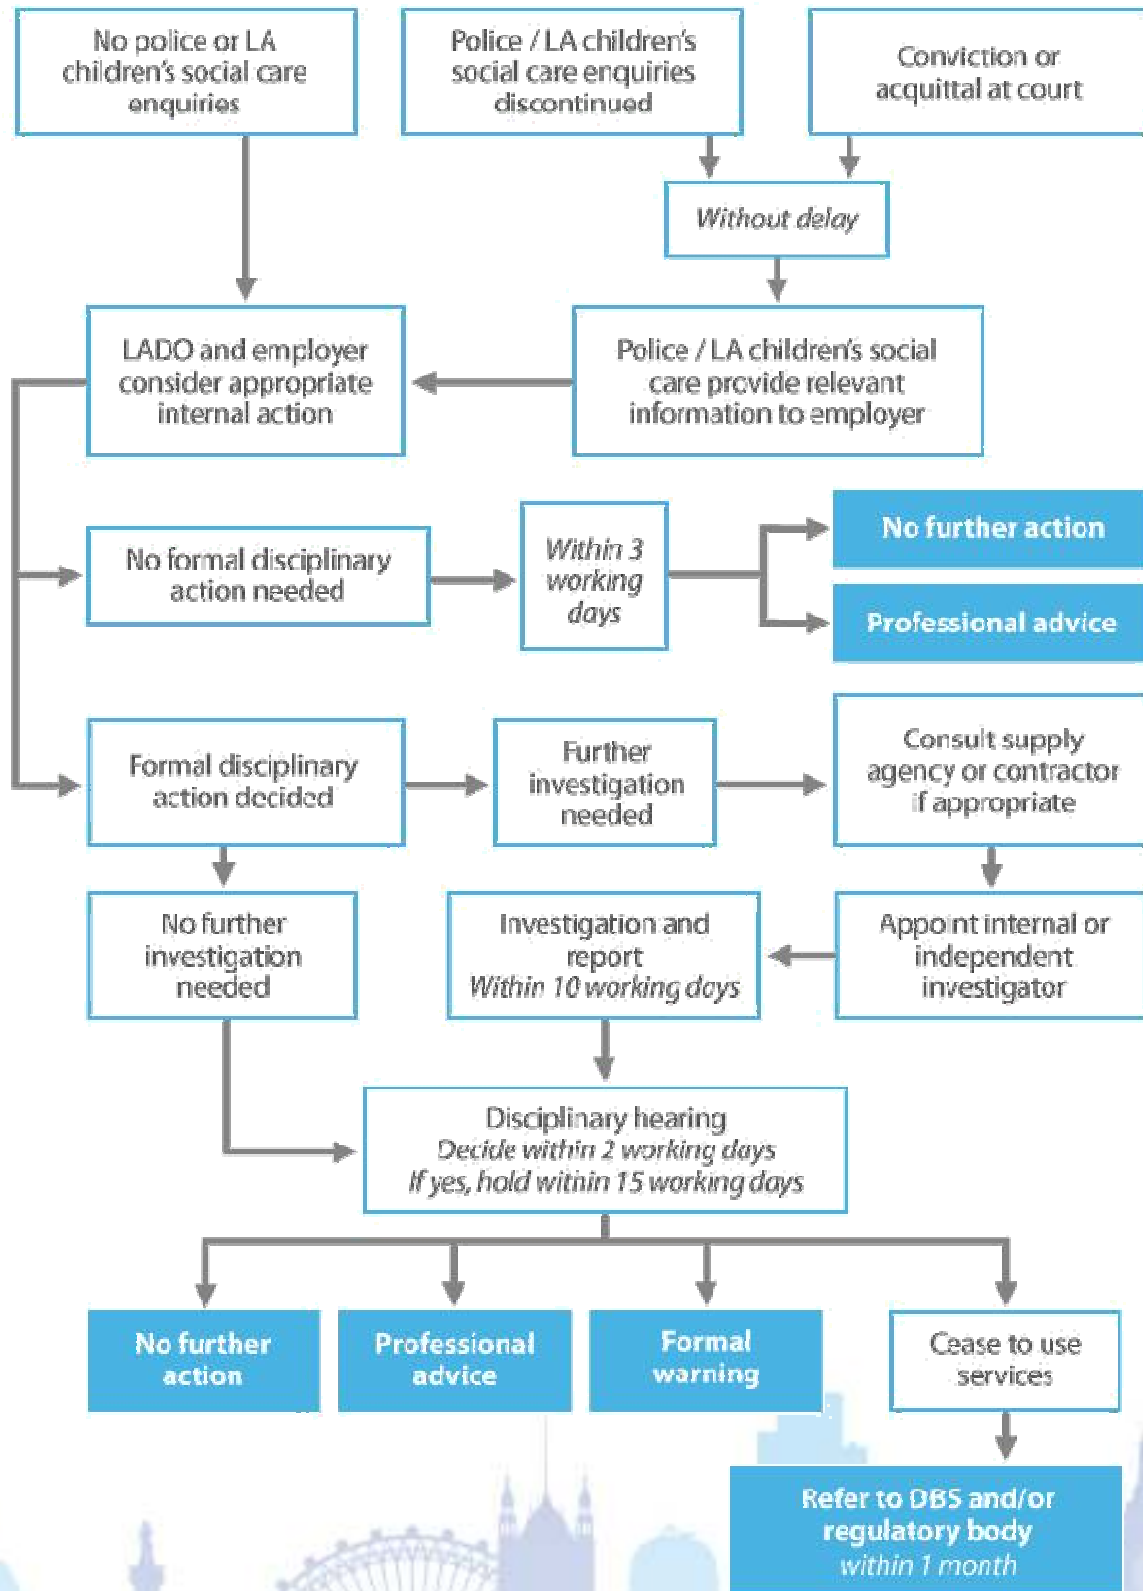 No police or LA
children's social care
enquiries
Police / LA children's
social care enquiries
discontinued
Conviction or
acquittal at court
Without delay
LADO and employer
consider appropriate
internal action
Police / LA children's social
care provide relevant
information to employer
No formal disciplinary
action needed
Within 3
working
days
No further action
Professional advice
Formal disciplinary
action decided
Further
investigation
needed
Consult supply
agency or contractor
if appropriate
No further
investigation
needed
Investigation and
report
Within 10 working days
Appoint internal or
independent
investigator
Disciplinary hearing
Decide within 2 working days
If yes, hold within 15 working days
No further
action
Professional
advice
Formal
warning
Cease to use
services
Refer to DBS and/or
regulatory body
within 1 month